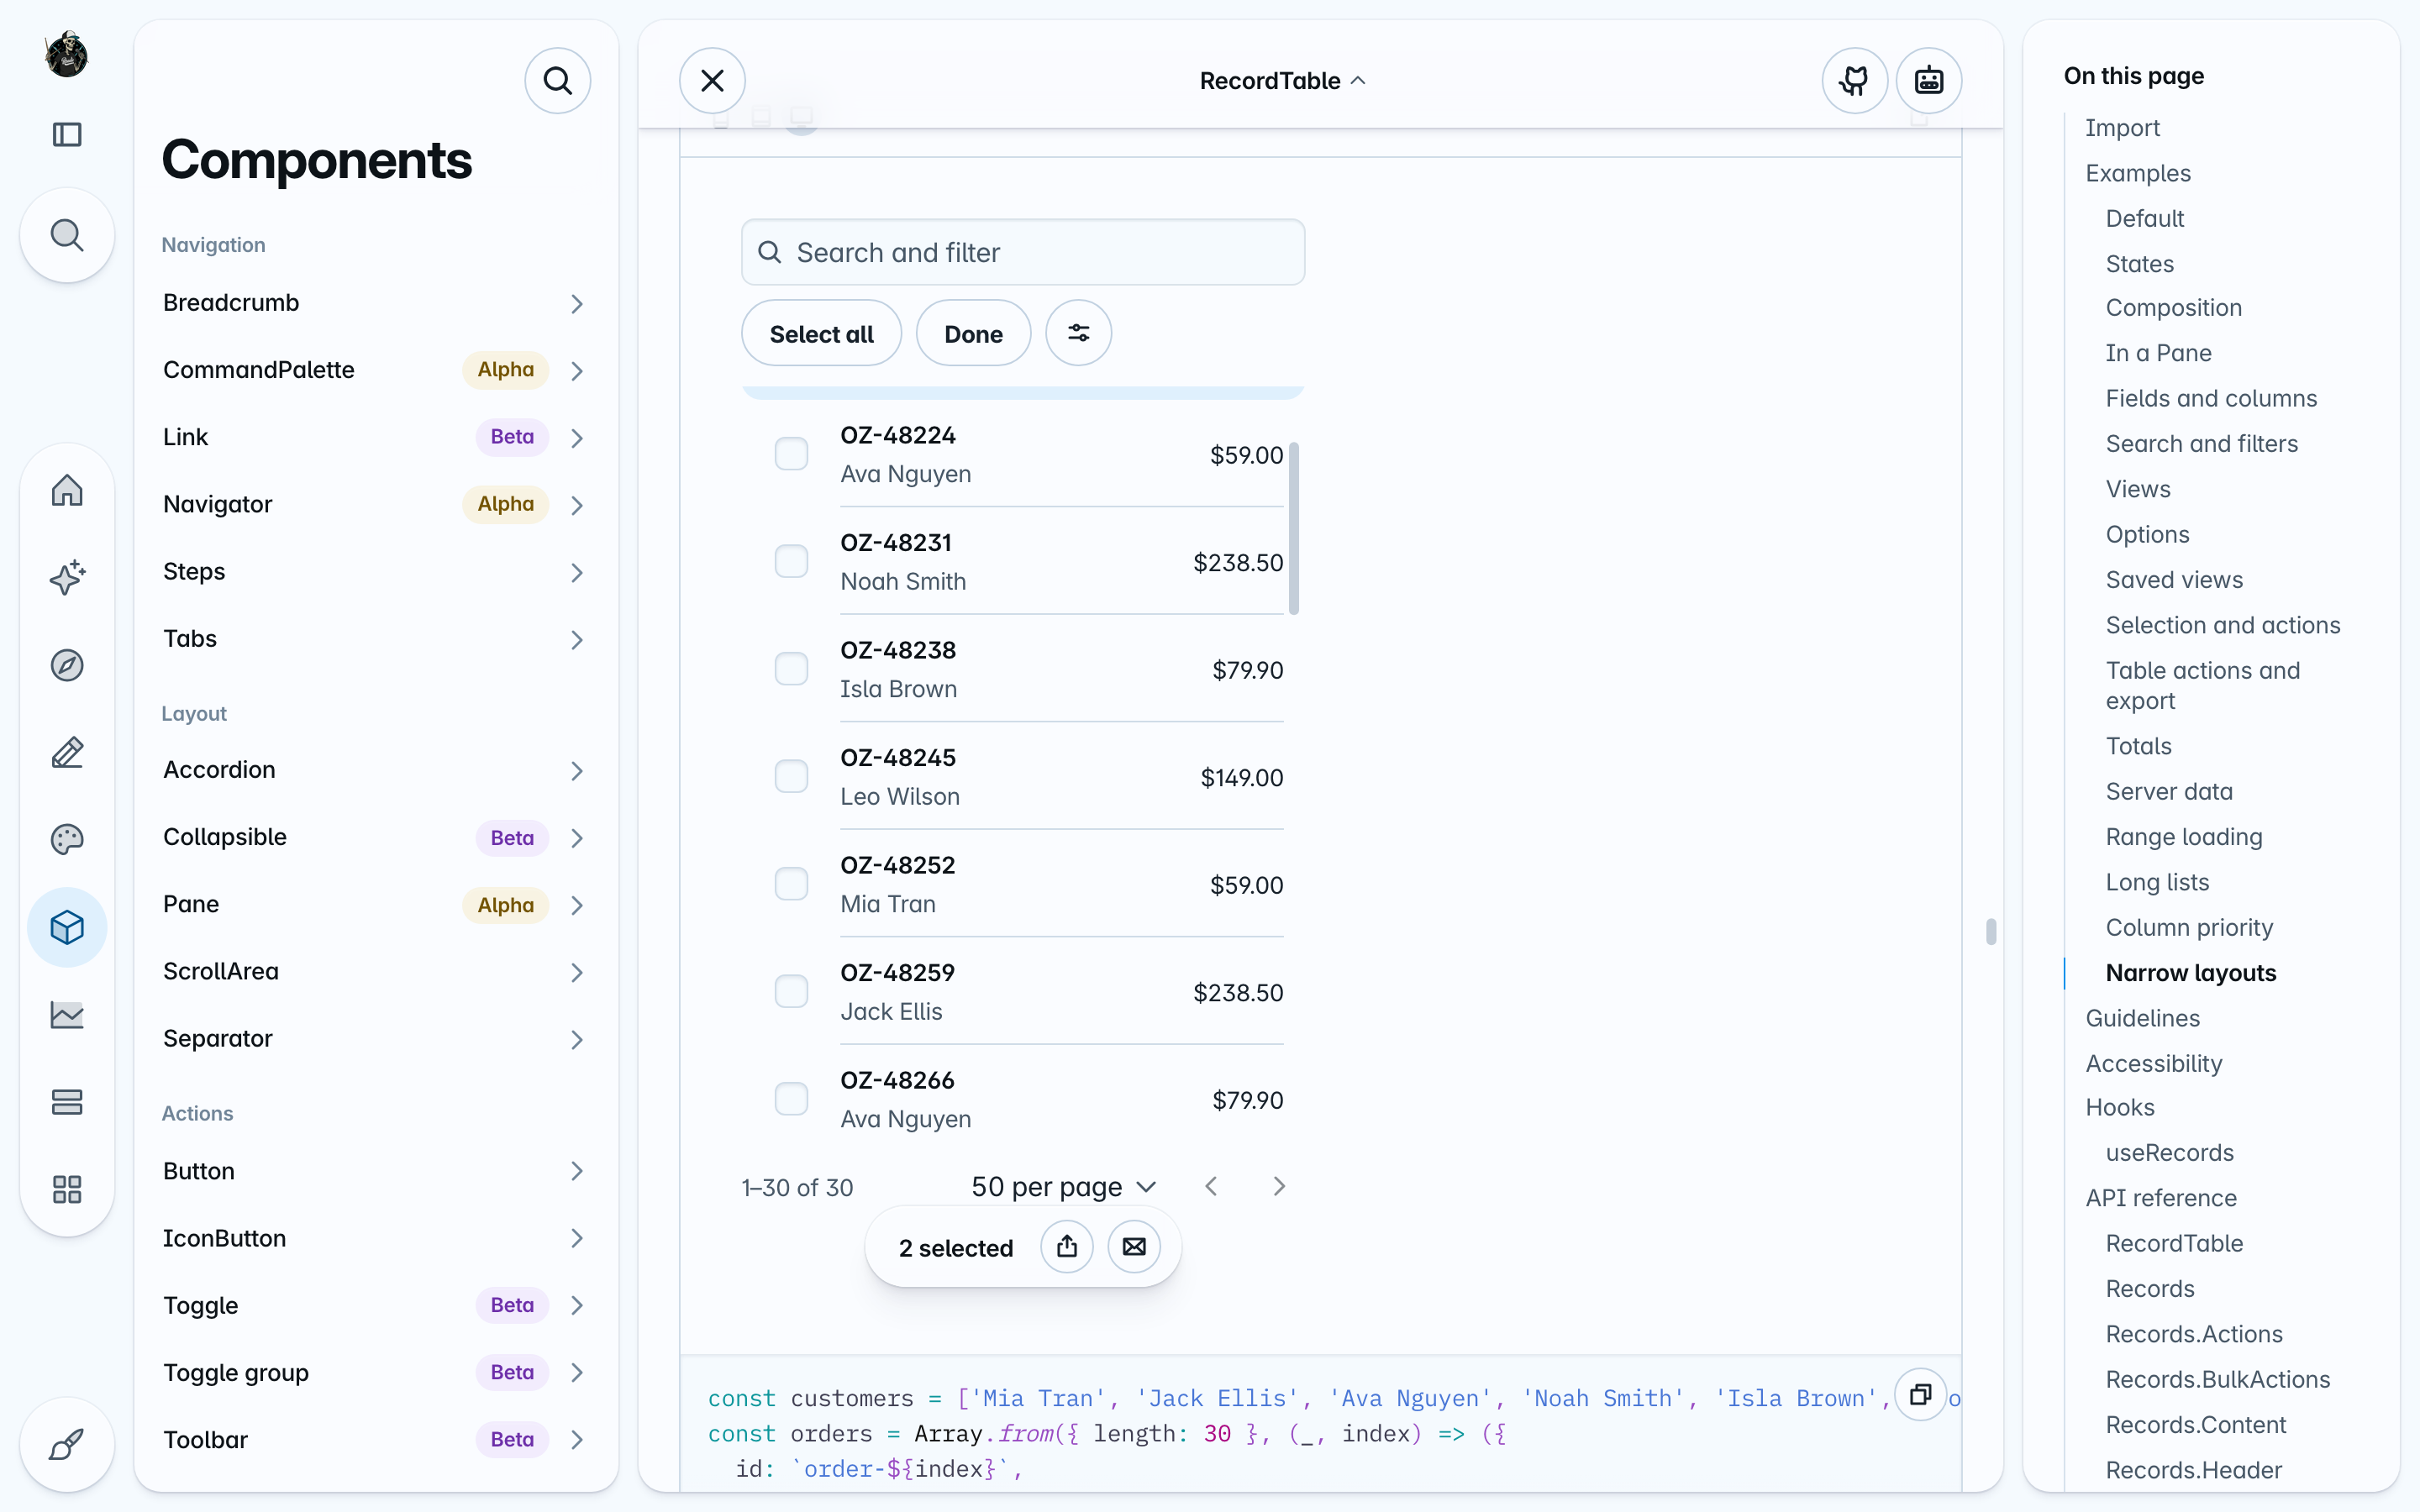 Components
Navigation
Breadcrumb
CommandPalette Alpha
Link Beta
Navigator Alpha
Steps
Tabs
Layout
Accordion
Collapsible Beta
Pane Alpha
ScrollArea
Separator
Actions
Button
IconButton
Toggle Beta
Toggle group Beta
Toolbar Beta
RecordTable
Search and filter
Select all Done
OZ-48224
Ava Nguyen
$59.00
OZ-48231
Noah Smith
$238.50
OZ-48238
Isla Brown
$79.90
OZ-48245
Leo Wilson
$149.00
OZ-48252
Mia Tran
$59.00
OZ-48259
Jack Ellis
$238.50
OZ-48266
Ava Nguyen
$79.90
1–30 of 30 50 per page
2 selected
const customers = ['Mia Tran', 'Jack Ellis', 'Ava Nguyen', 'Noah Smith', 'Isla Brown',
const orders = Array.from({ length: 30 }, (_, index) => ({
id: `order-${index}`,
On this page
Import
Examples
Default
States
Composition
In a Pane
Fields and columns
Search and filters
Views
Options
Saved views
Selection and actions
Table actions and
export
Totals
Server data
Range loading
Long lists
Column priority
Narrow layouts
Guidelines
Accessibility
Hooks
useRecords
API reference
RecordTable
Records
Records.Actions
Records.BulkActions
Records.Content
Records.Header